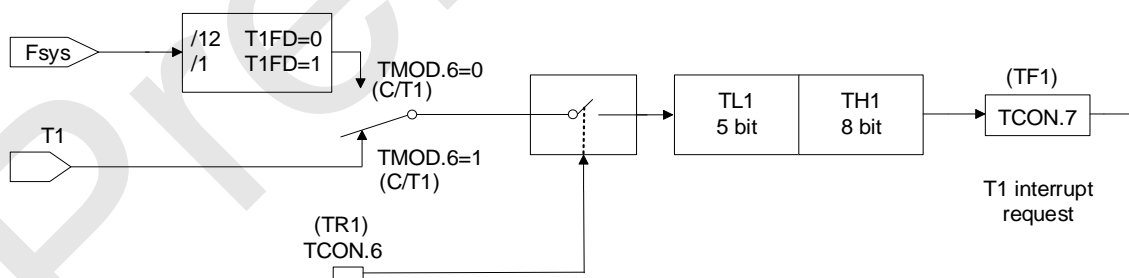 Fsys
/12 T1FD=0
/1 T1FD=1
TMOD.6=0
(C/T1)
T1
TMOD.6=1
(C/T1)
(TR1)
TCON.6
TL1
5 bit
TH1
8 bit
(TF1)
TCON.7
T1 interrupt
request